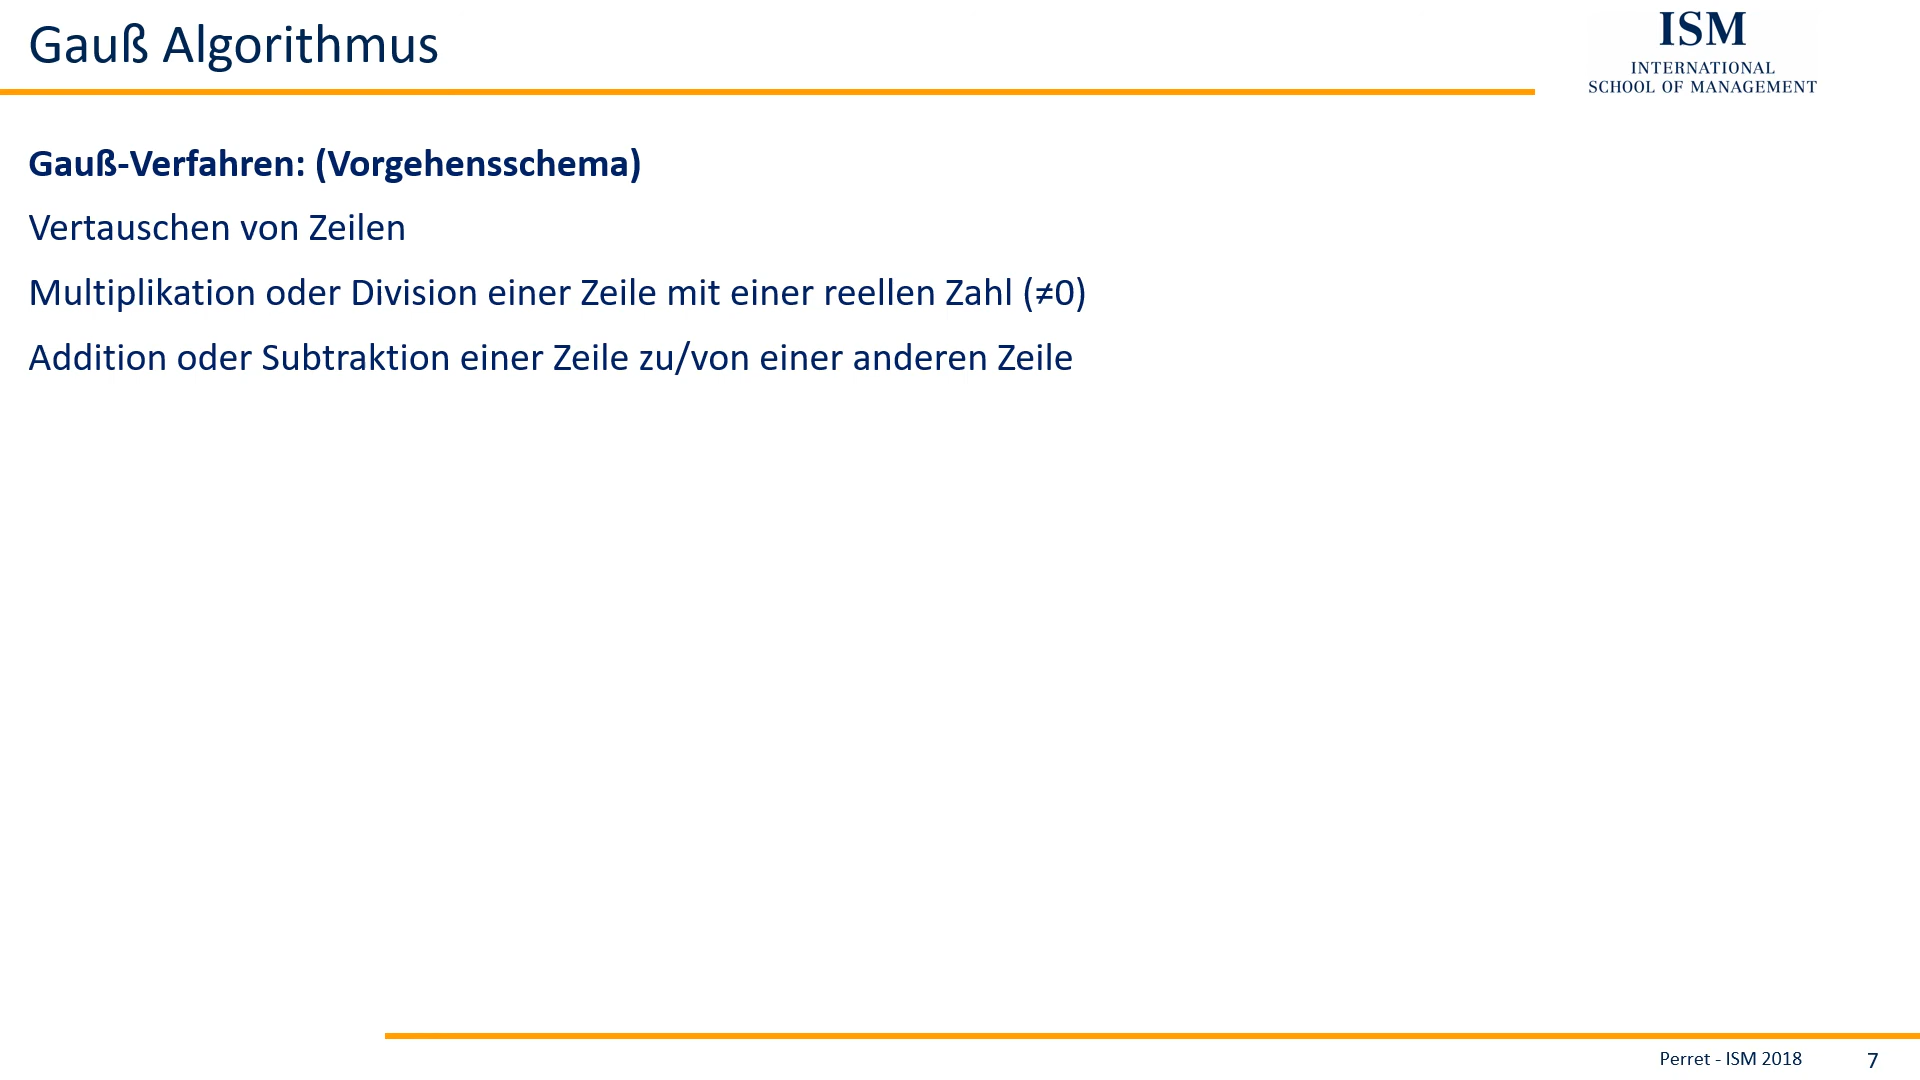 Gauß Algorithmus
ISM
INTERNATIONAL
SCHOOL OF MANAGEMENT
Gauß-Verfahren: (Vorgehensschema)
Vertauschen von Zeilen
Multiplikation oder Division einer Zeile mit einer reellen Zahl (≠0)
Addition oder Subtraktion einer Zeile zu/von einer anderen Zeile
Perret - ISM 2018
7